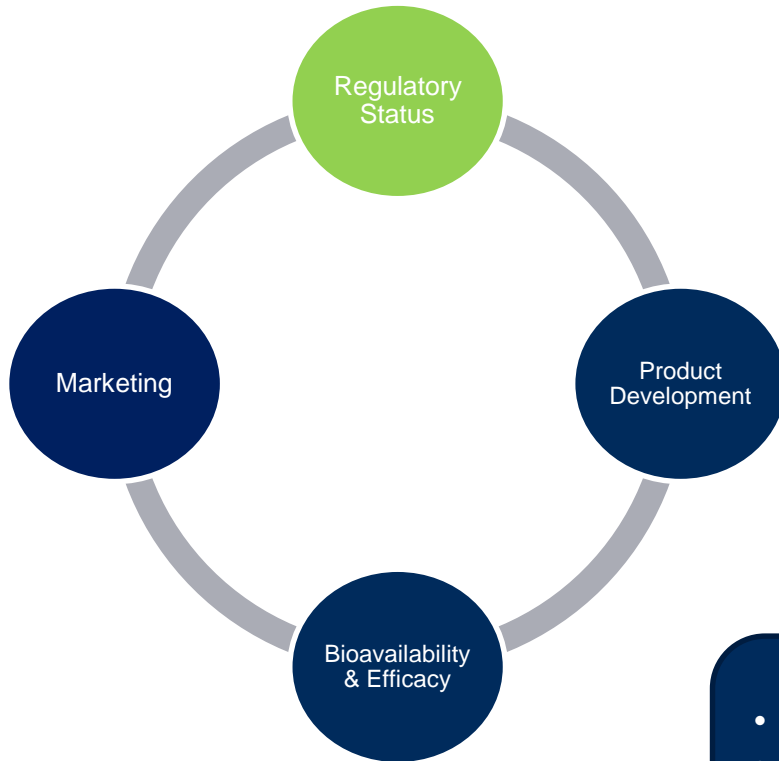 Regulatory
Status
Marketing
Product
Development
Bioavailability
& Efficacy
•